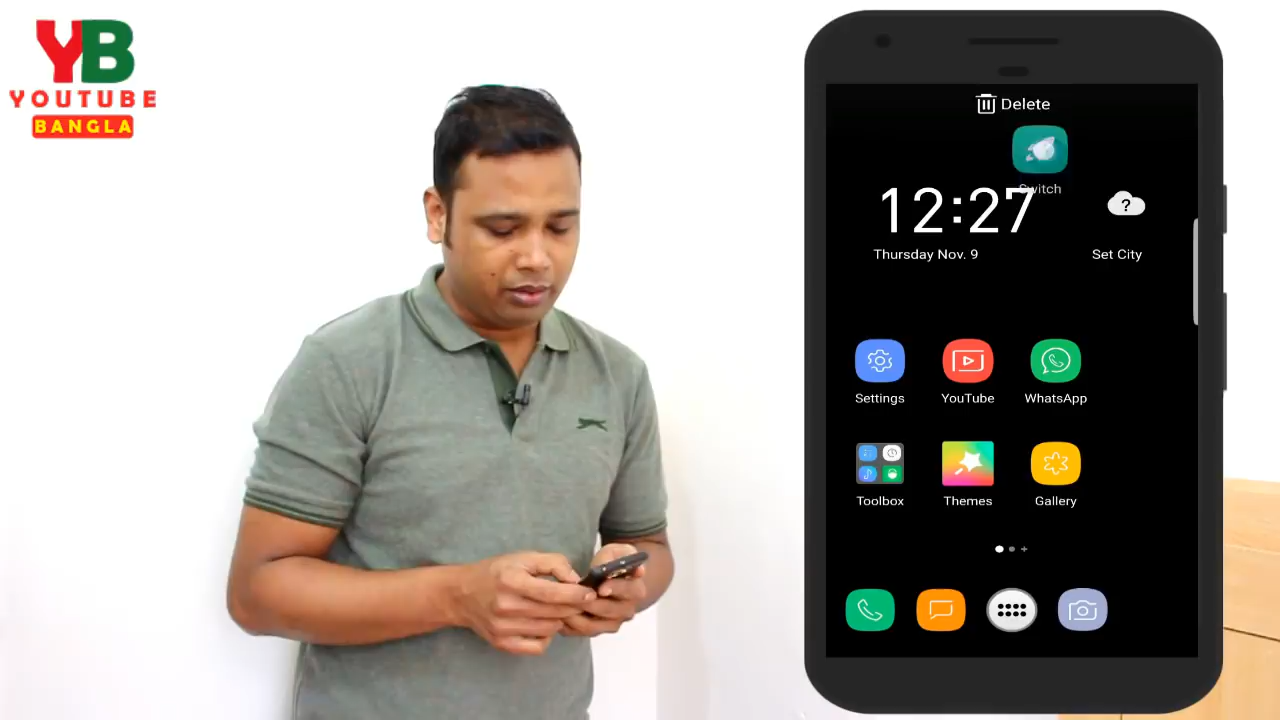 YB
YOUTUBE
BANGLA
Delete
Switch
12:27
?
Thursday Nov. 9
Set City
Settings
YouTube
WhatsApp
Toolbox
Themes
Gallery